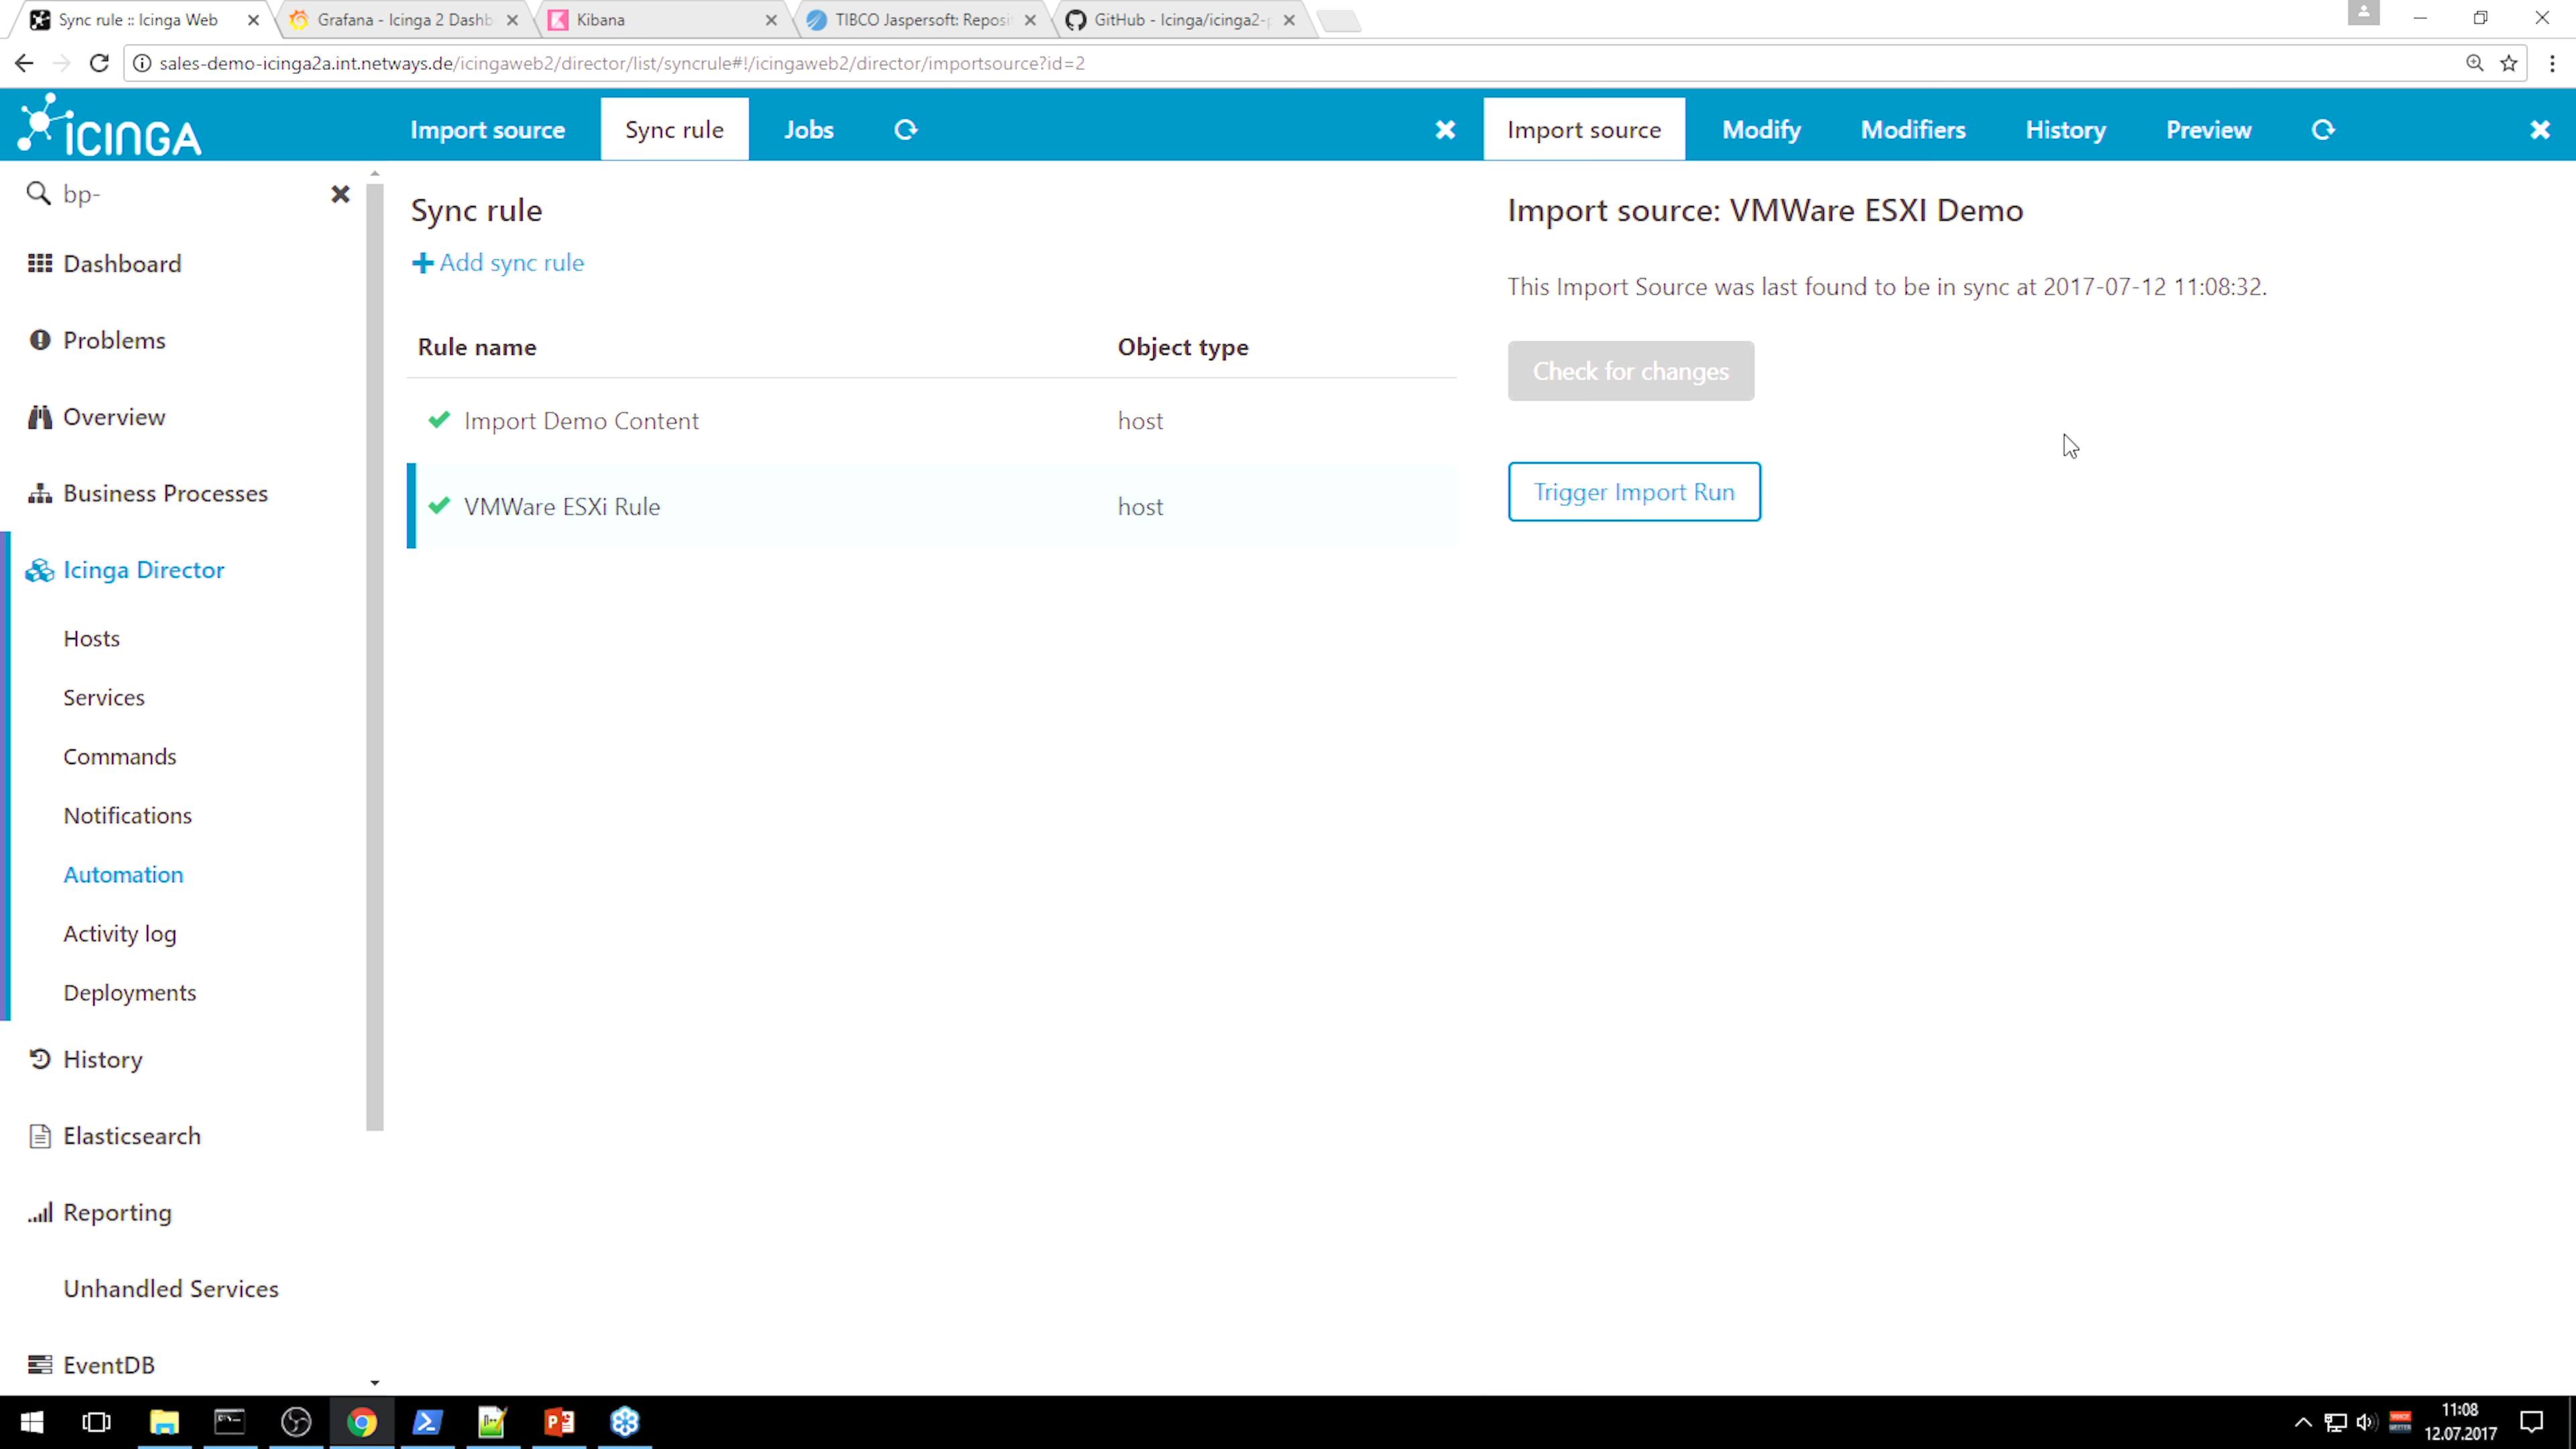 Sync rule :: Icinga Web
Grafana - Icinga 2 Dashb
Kibana
TIBCO Jaspersoft: Reposi
GitHub - Icinga/icinga2-p
sales-demo-icinga2a.int.netways.de/icingaweb2/director/list/syncrule#!/icingaweb2/director/importsource?id=2
ICINGA
Import source
Sync rule
Jobs
Import source
Modify
Modifiers
History
Preview
bp-
Dashboard
Problems
Overview
Business Processes
Icinga Director
Hosts
Services
Commands
Notifications
Automation
Activity log
Deployments
History
Elasticsearch
Reporting
Unhandled Services
EventDB
Sync rule
Add sync rule
Rule name Object type
Import Demo Content host
VMWare ESXi Rule host
Import source: VMWare ESXI Demo
This Import Source was last found to be in sync at 2017-07-12 11:08:32.
Check for changes
Trigger Import Run
11:08
12.07.2017